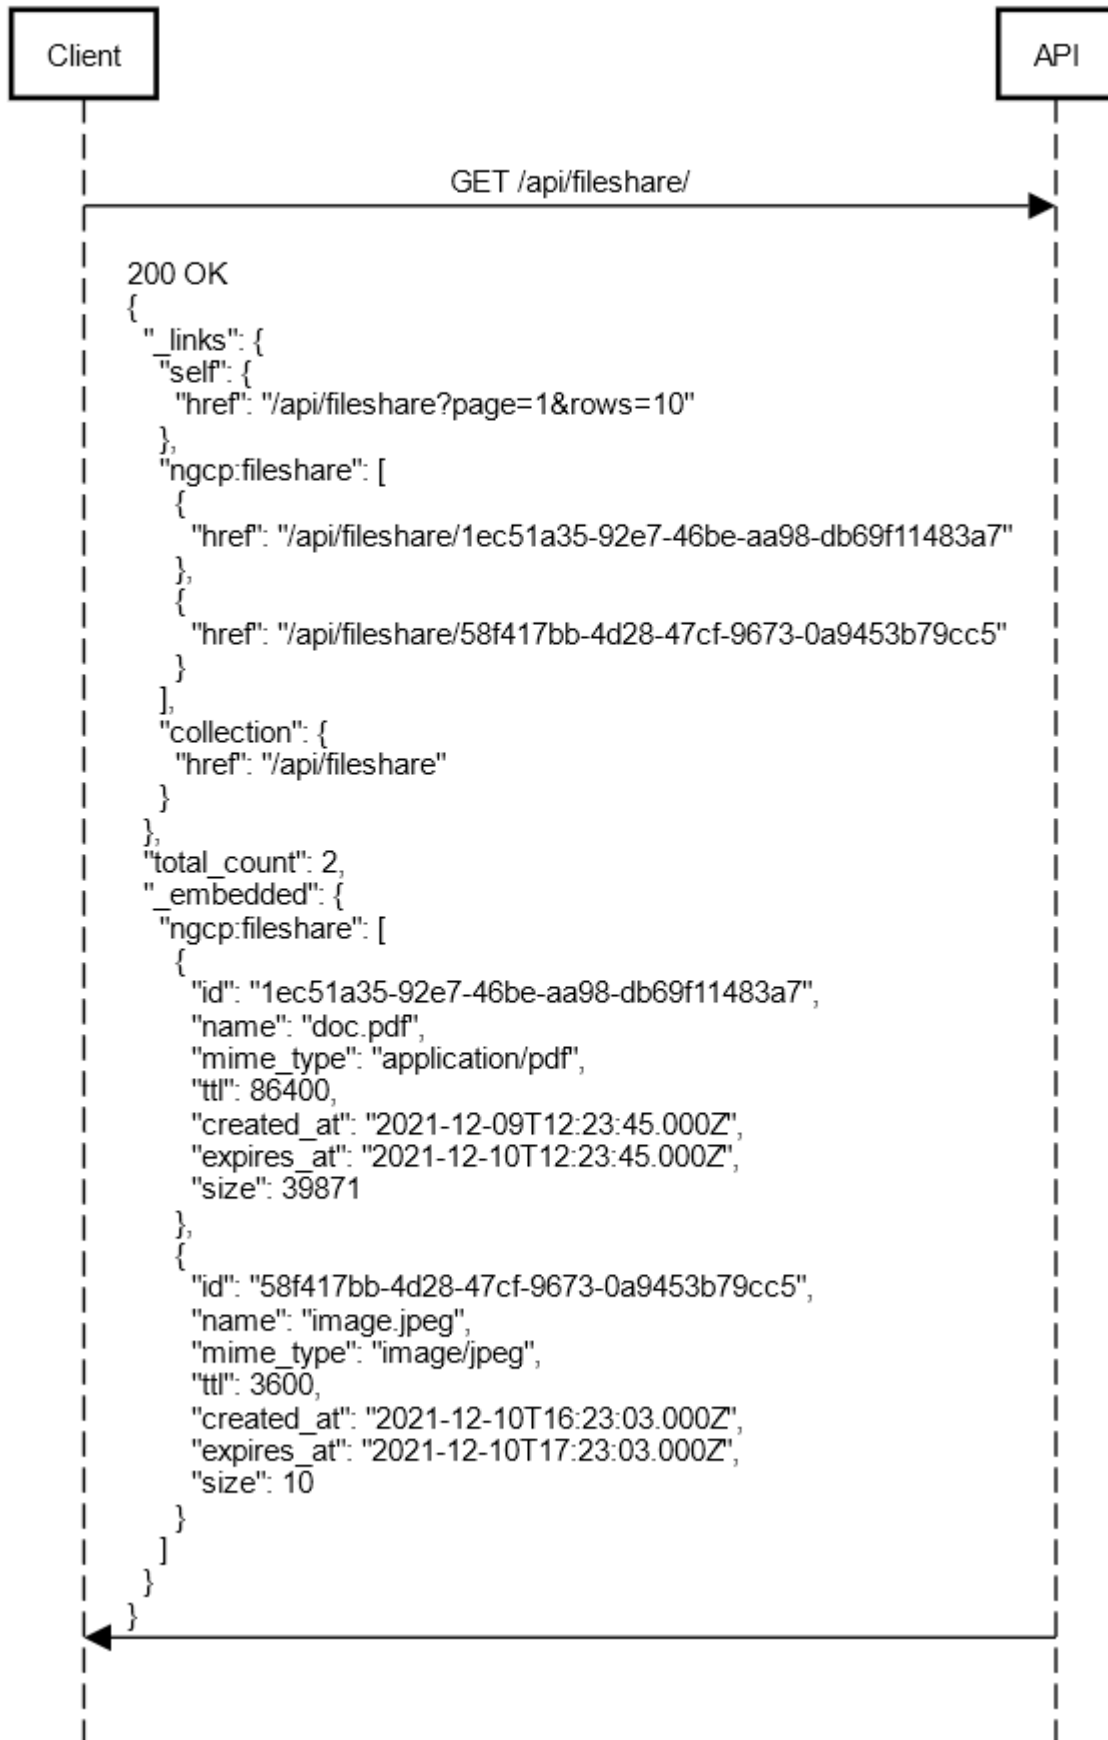 Client
API
GET /api/fileshare/
200 OK
{
"_links": {
"self": {
"href": "/api/fileshare?page=1&rows=10"
},
"ngcp:fileshare": [
{
"href": "/api/fileshare/1ec51a35-92e7-46be-aa98-db69f11483a7"
},
{
"href": "/api/fileshare/58f417bb-4d28-47cf-9673-0a9453b79cc5"
}
],
"collection": {
"href": "/api/fileshare"
}
},
"total_count": 2,
"_embedded": {
"ngcp:fileshare": [
{
"id": "1ec51a35-92e7-46be-aa98-db69f11483a7",
"name": "doc.pdf",
"mime_type": "application/pdf",
"ttl": 86400,
"created_at": "2021-12-09T12:23:45.000Z",
"expires_at": "2021-12-10T12:23:45.000Z",
"size": 39871
},
{
"id": "58f417bb-4d28-47cf-9673-0a9453b79cc5",
"name": "image.jpeg",
"mime_type": "image/jpeg",
"ttl": 3600,
"created_at": "2021-12-10T16:23:03.000Z",
"expires_at": "2021-12-10T17:23:03.000Z",
"size": 10
}
]
}
}